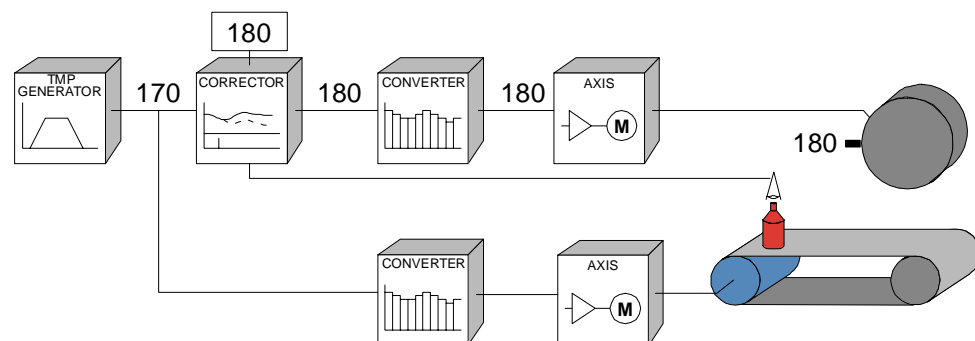 180
TMP
GENERATOR
170
CORRECTOR
180
CONVERTER
180
AXIS
M
180
CONVERTER
AXIS
M